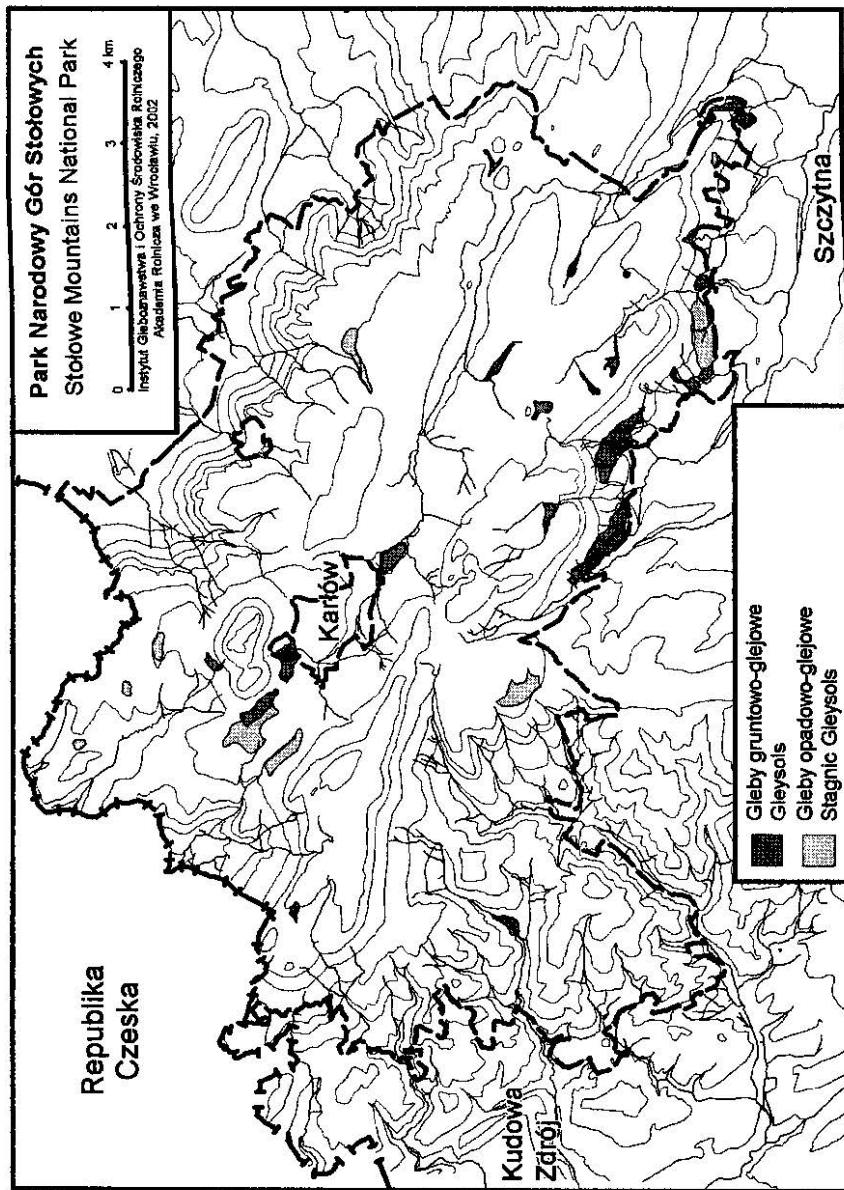 Park Narodowy Gór Stołowych
Stołowe Mountains National Park
0 1 2 3 4 km
Instytut Gleboznawstwa i Ochrony Środowiska Rolniczego
Akademia Rolnicza we Wrocławiu, 2002
Republika
Czeska
Karłów
Kudowa
Zdrój
Szczytna
Gleby gruntowo-glejowe
Gleysols
Gleby opadowo-glejowe
Stagnic Gleysols